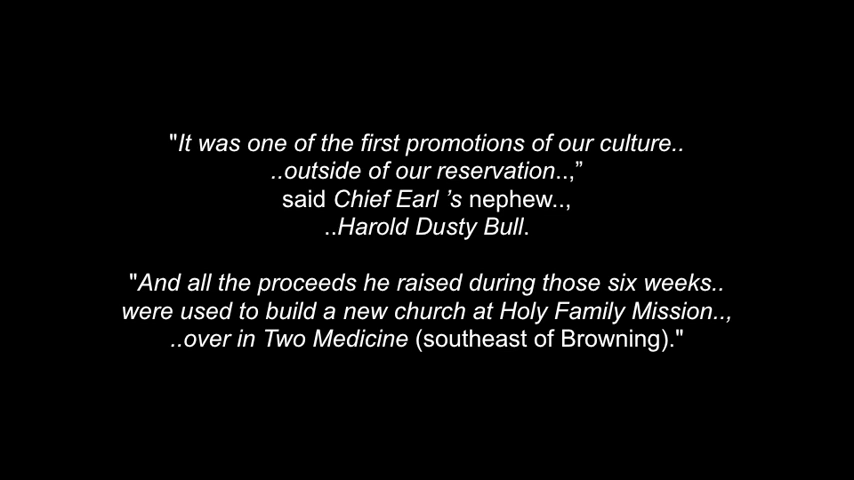 "It was one of the first promotions of our culture..
..outside of our reservation..,”
said Chief Earl ’s nephew..,
..Harold Dusty Bull.
"And all the proceeds he raised during those six weeks..
were used to build a new church at Holy Family Mission..,
..over in Two Medicine (southeast of Browning)."